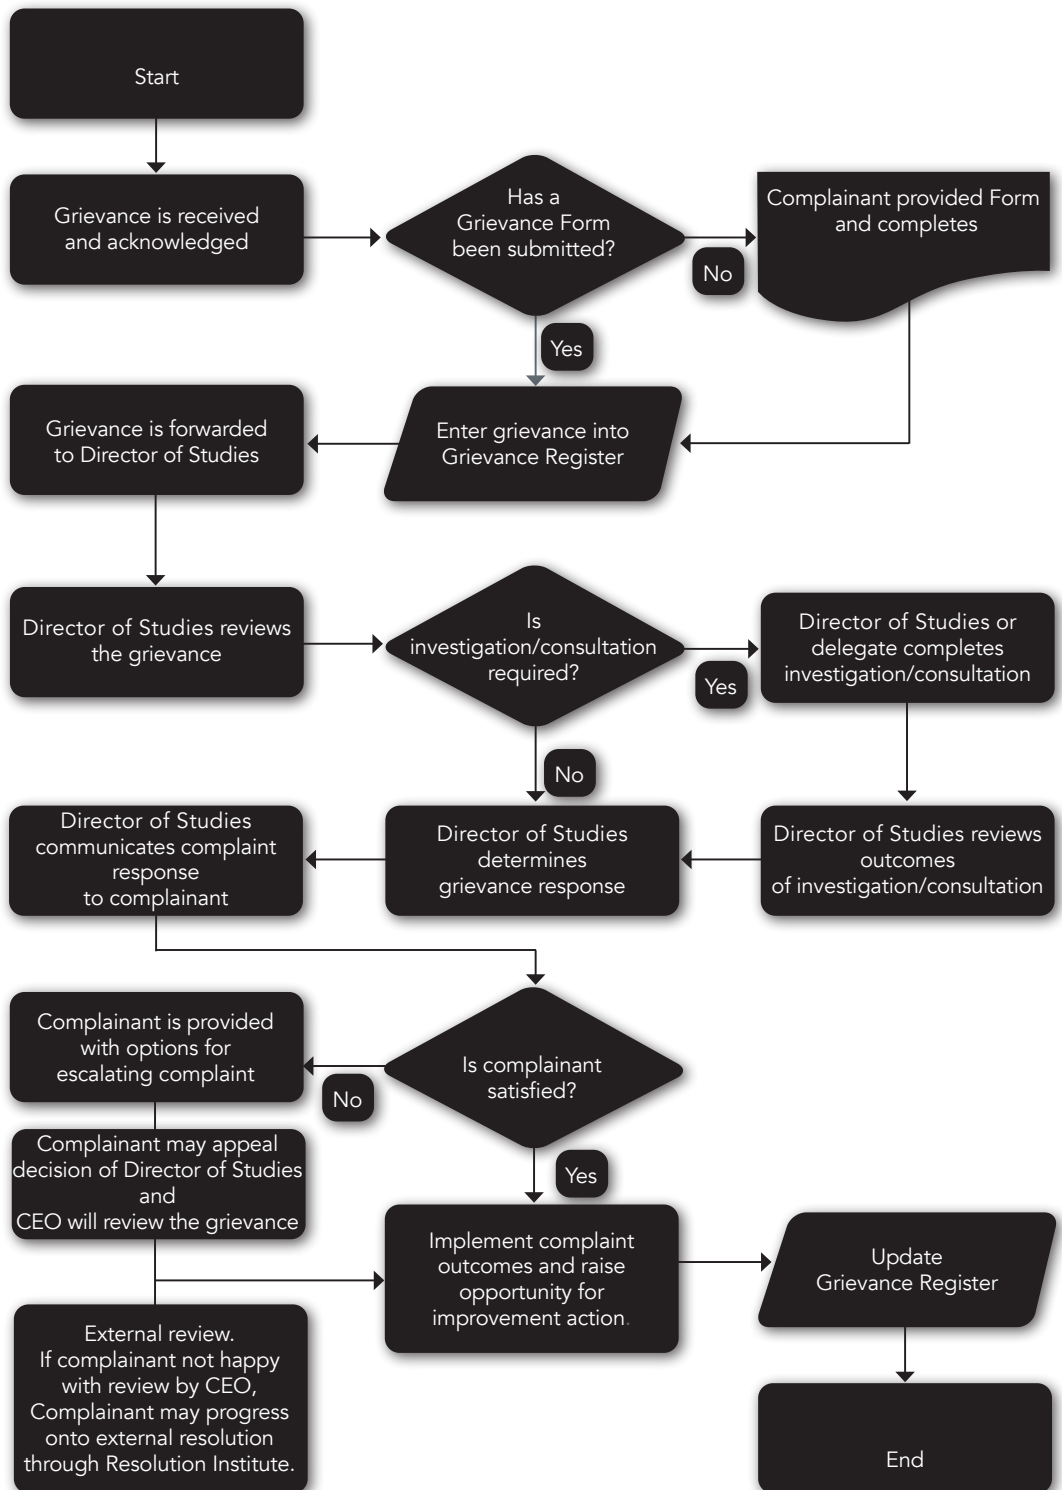 Start
Grievance is received
and acknowledged
Has a
Grievance Form
been submitted?
No
Complainant provided Form
and completes
Yes
Grievance is forwarded
to Director of Studies
Enter grievance into
Grievance Register
Director of Studies reviews
the grievance
Is
investigation/consultation
required?
Yes
Director of Studies or
delegate completes
investigation/consultation
No
Director of Studies
communicates complaint
response
to complainant
Director of Studies
determines
grievance response
Director of Studies reviews
outcomes
of investigation/consultation
Complainant is provided
with options for
escalating complaint
No
Is complainant
satisfied?
Complainant may appeal
decision of Director of Studies
and
CEO will review the grievance
Yes
Implement complaint
outcomes and raise
opportunity for
improvement action.
Update
Grievance Register
External review.
If complainant not happy
with review by CEO,
Complainant may progress
onto external resolution
through Resolution Institute.
End